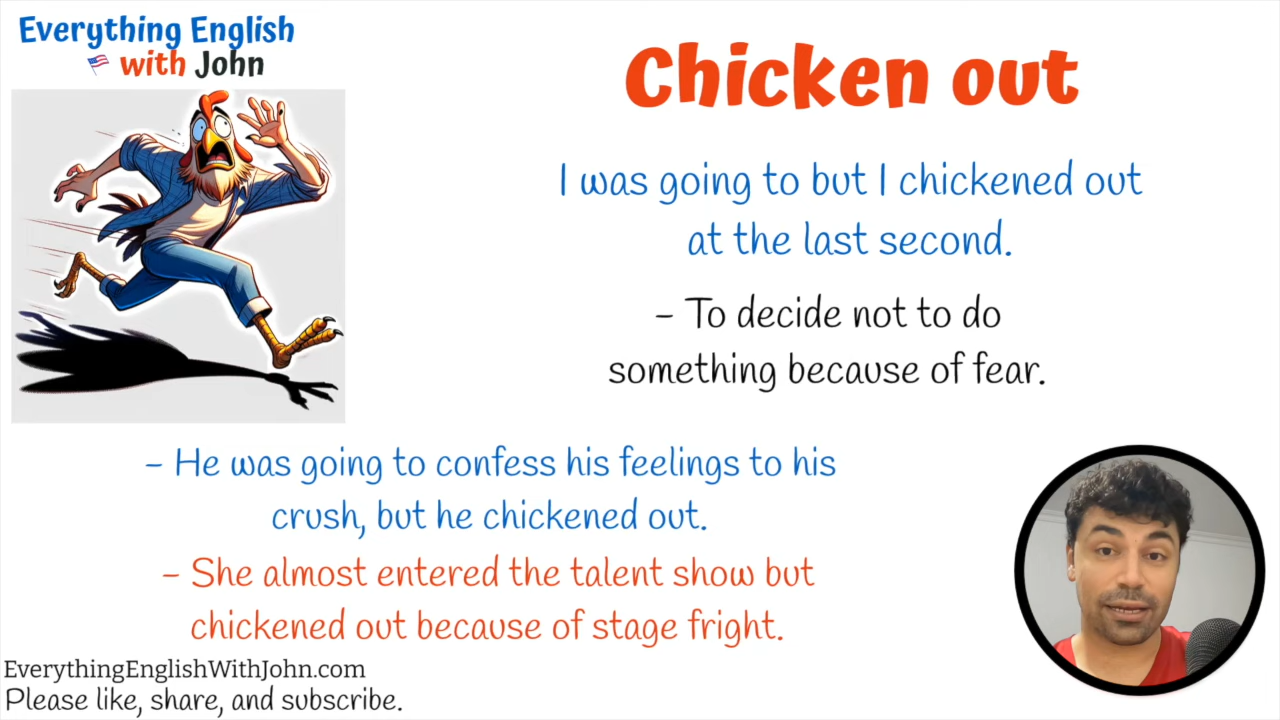 Everything English
with John
Chicken out
I was going to but I chickened out
at the last second.
- To decide not to do
something because of fear.
- He was going to confess his feelings to his
crush, but he chickened out.
- She almost entered the talent show but
chickened out because of stage fright.
EverythingEnglishWithJohn.com
Please like, share, and subscribe.